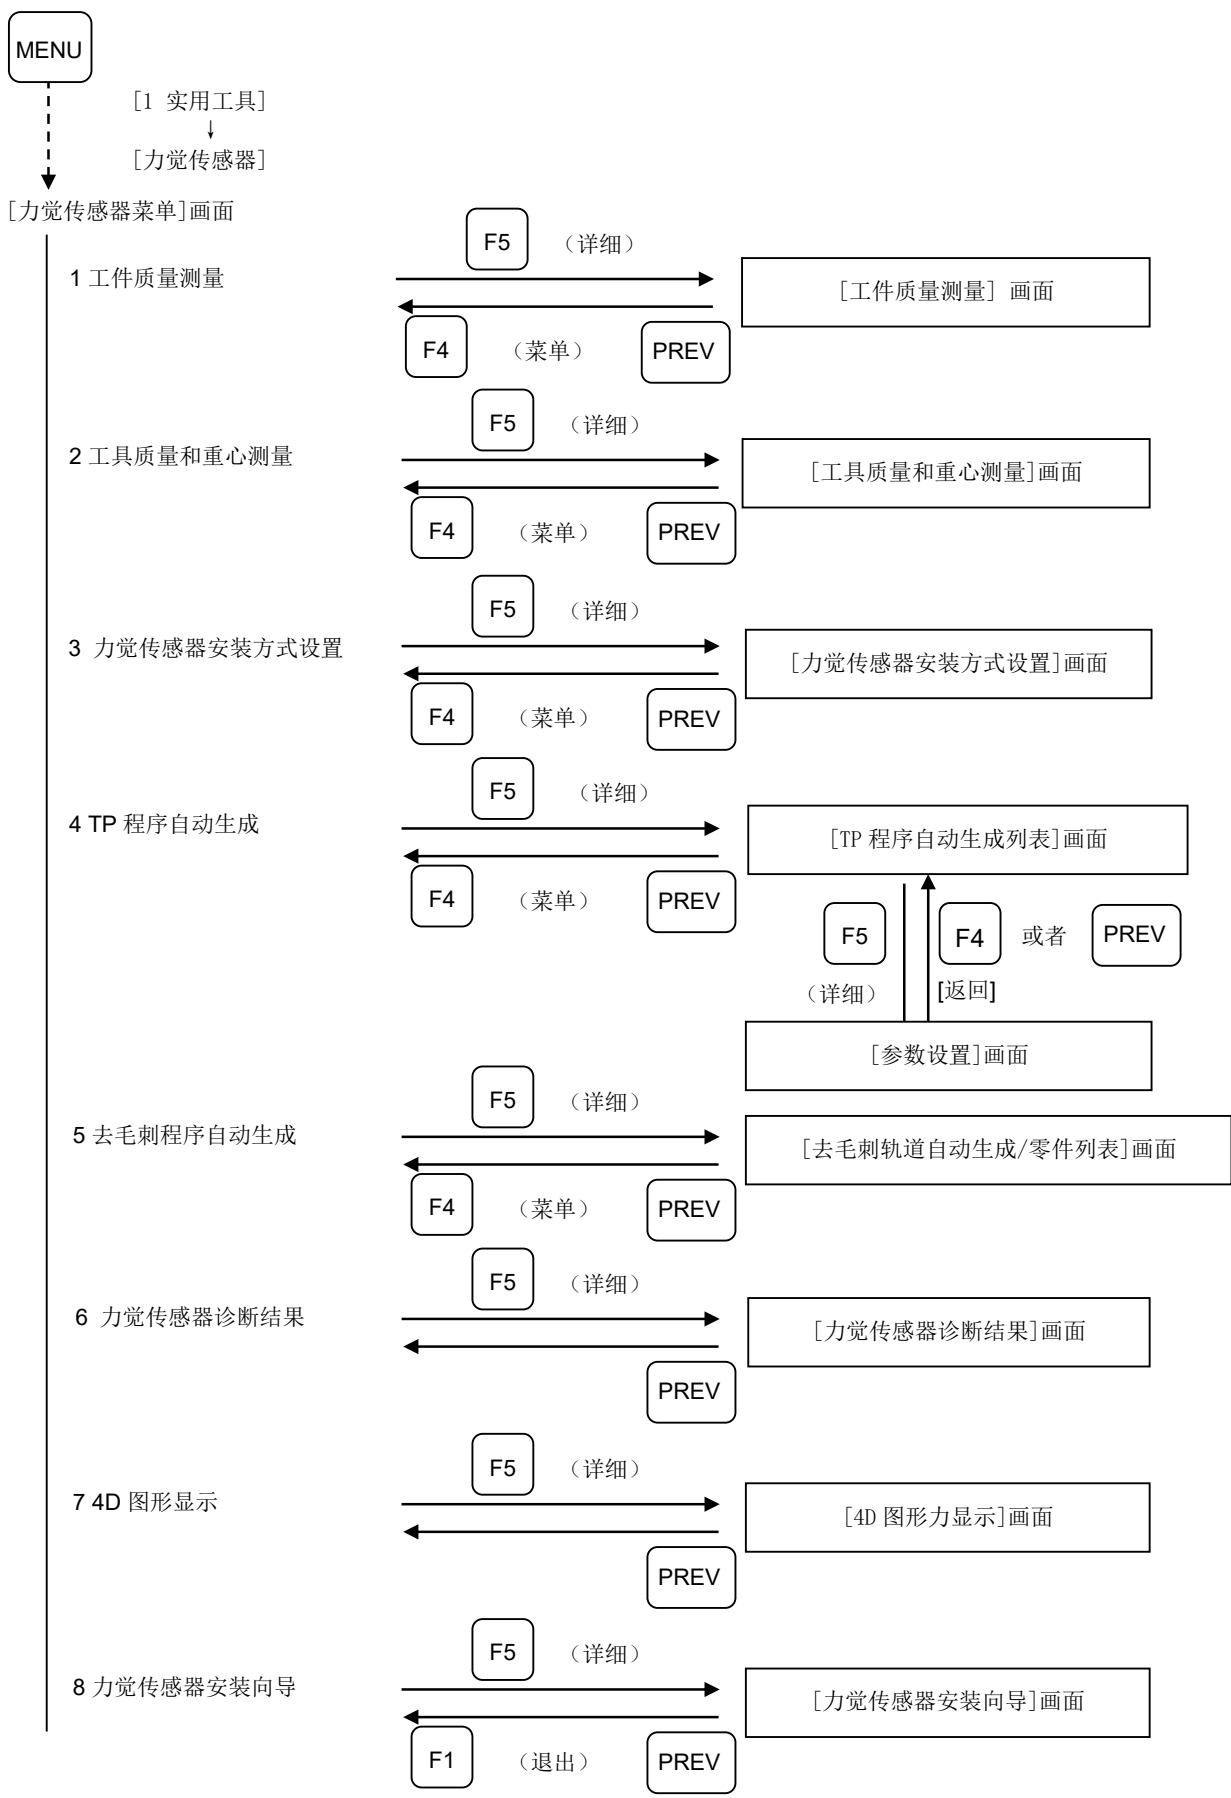 MENU
[1 实用工具]
↓
[力觉传感器]
[力觉传感器菜单]画面
F5 （详细）
1 工件质量测量
[工件质量测量] 画面
F4 （菜单） PREV
F5 （详细）
2 工具质量和重心测量
[工具质量和重心测量]画面
F4 （菜单） PREV
F5 （详细）
3 力觉传感器安装方式设置
[力觉传感器安装方式设置]画面
F4 （菜单） PREV
F5 （详细）
4 TP 程序自动生成
[TP 程序自动生成列表]画面
F4 （菜单） PREV
F5 F4 或者 PREV
（详细） [返回]
[参数设置]画面
F5 （详细）
5 去毛刺程序自动生成
[去毛刺轨道自动生成/零件列表]画面
F4 （菜单） PREV
F5 （详细）
6 力觉传感器诊断结果
[力觉传感器诊断结果]画面
PREV
F5 （详细）
7 4D 图形显示
[4D 图形力显示]画面
PREV
F5 （详细）
8 力觉传感器安装向导
[力觉传感器安装向导]画面
F1 （退出） PREV